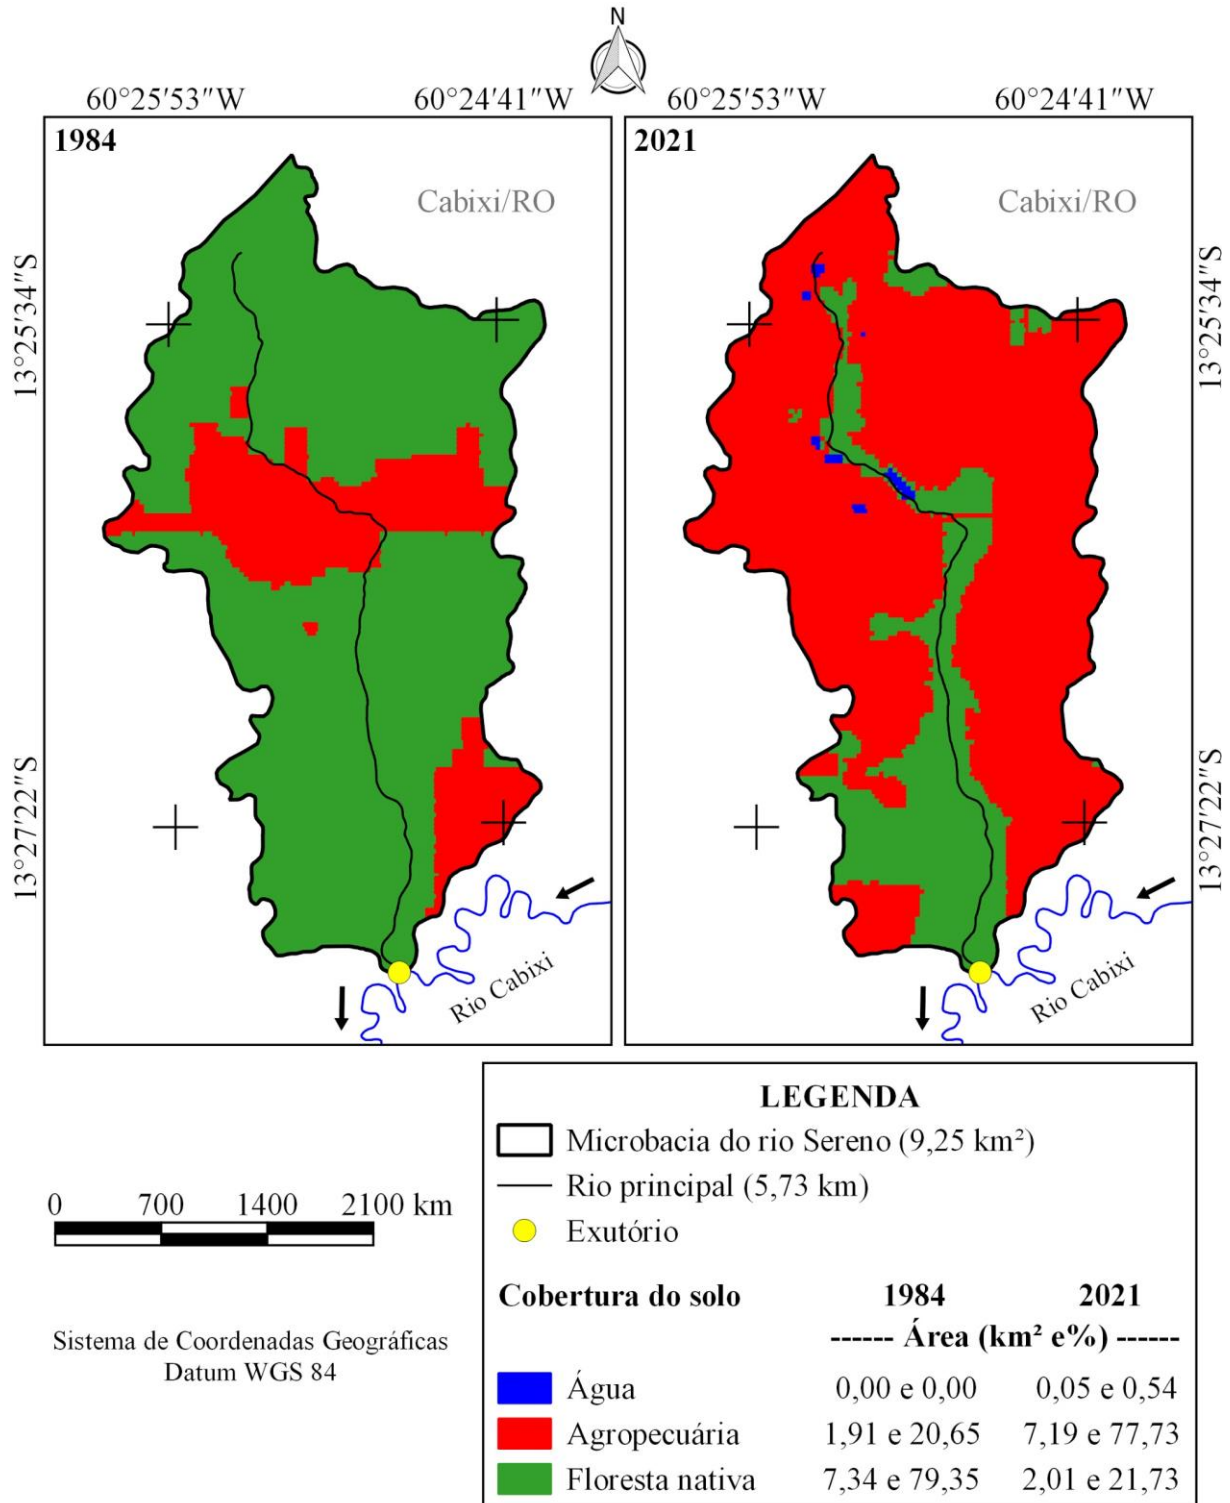 N
60°25'53"W 60°24'41"W 60°25'53"W 60°24'41"W
1984
Cabixi/RO
2021
Cabixi/RO
13°25'34"S
13°25'34"S
13°27'22"S
13°27'22"S
Rio Cabixi
Rio Cabixi
LEGENDA
Microbacia do rio Sereno (9,25 km²)
Rio principal (5,73 km)
Exutório
0 700 1400 2100 km
Sistema de Coordenadas Geográficas
Datum WGS 84
Cobertura do solo 1984 2021
------ Área (km² e%) ------
Água 0,00 e 0,00 0,05 e 0,54
Agropecuária 1,91 e 20,65 7,19 e 77,73
Floresta nativa 7,34 e 79,35 2,01 e 21,73